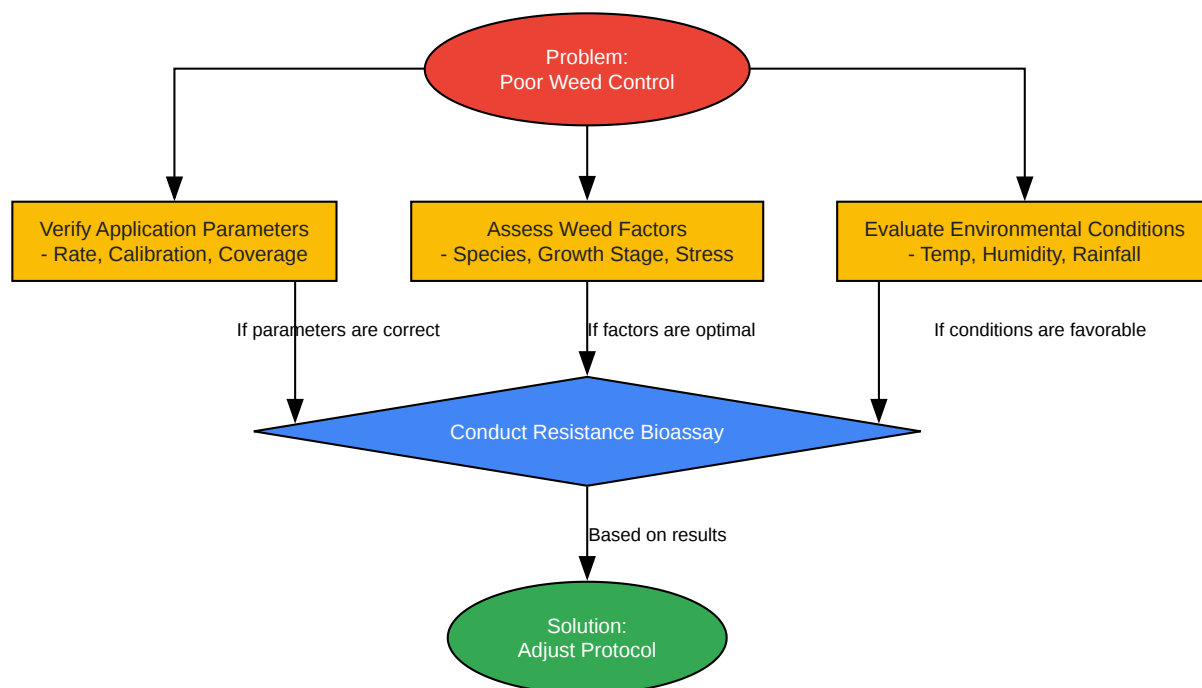 Problem:
Poor Weed Control
Verify Application Parameters
- Rate, Calibration, Coverage
Assess Weed Factors
- Species, Growth Stage, Stress
Evaluate Environmental Conditions
- Temp, Humidity, Rainfall
If parameters are correct
If factors are optimal
If conditions are favorable
Conduct Resistance Bioassay
Based on results
Solution:
Adjust Protocol